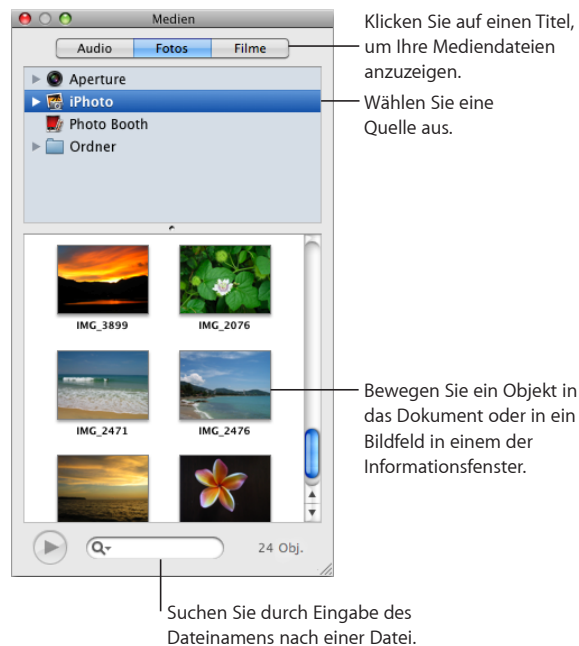 Medien
Audio Fotos Filme
Aperture
iPhoto
Photo Booth
Ordner
IMG_3899 IMG_2076
IMG_2471 IMG_2476
24 Obj.
Klicken Sie auf einen Titel,
um Ihre Mediendateien
anzuzeigen.
Wählen Sie eine
Quelle aus.
Bewegen Sie ein Objekt in
das Dokument oder in ein
Bildfeld in einem der
Informationsfenster.
Suchen Sie durch Eingabe des
Dateinamens nach einer Datei.